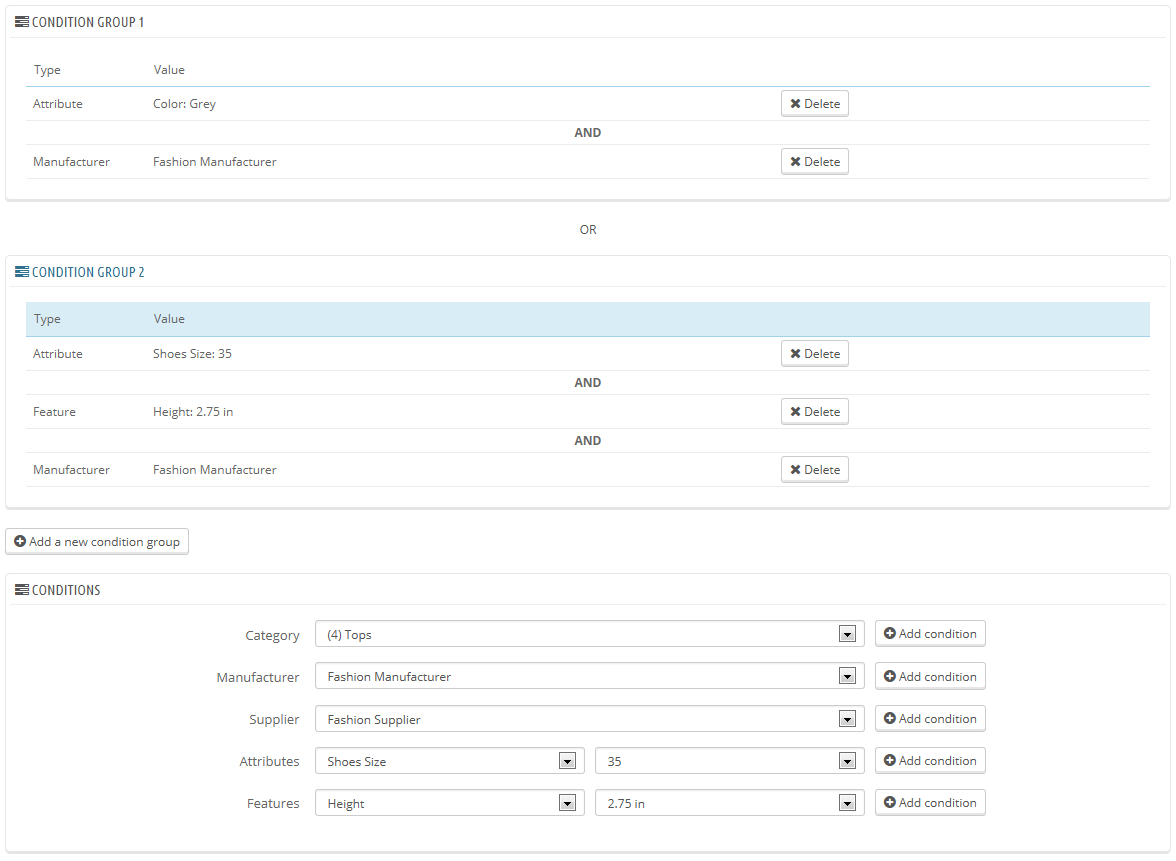 CONDITION GROUP 1
Type Value
Attribute Color: Grey Delete
AND
Manufacturer Fashion Manufacturer Delete
OR
CONDITION GROUP 2
Type Value
Attribute Shoes Size: 35 Delete
AND
Feature Height: 2.75 in Delete
AND
Manufacturer Fashion Manufacturer Delete
Add a new condition group
CONDITIONS
Category (4) Tops Add condition
Manufacturer Fashion Manufacturer Add condition
Supplier Fashion Supplier Add condition
Attributes Shoes Size 35 Add condition
Features Height 2.75 in Add condition